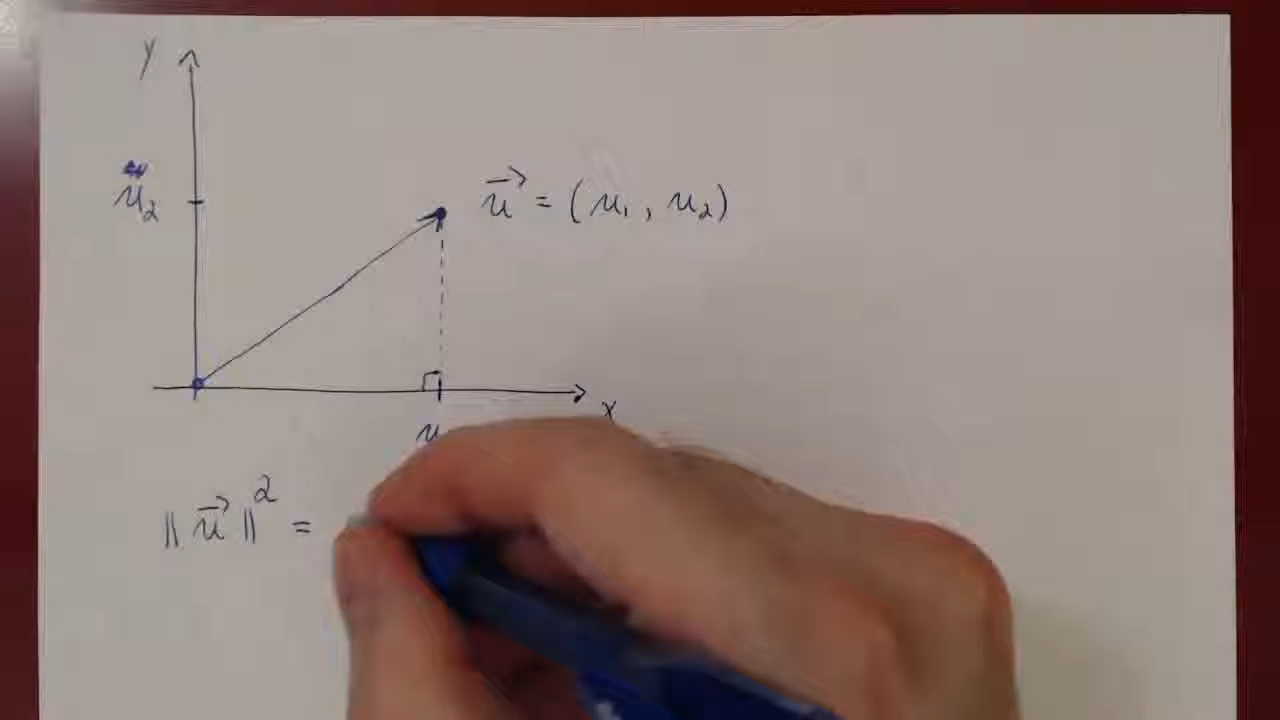 y
u₂
u⃗ = (u₁, u₂)
x
u
‖u⃗‖² =